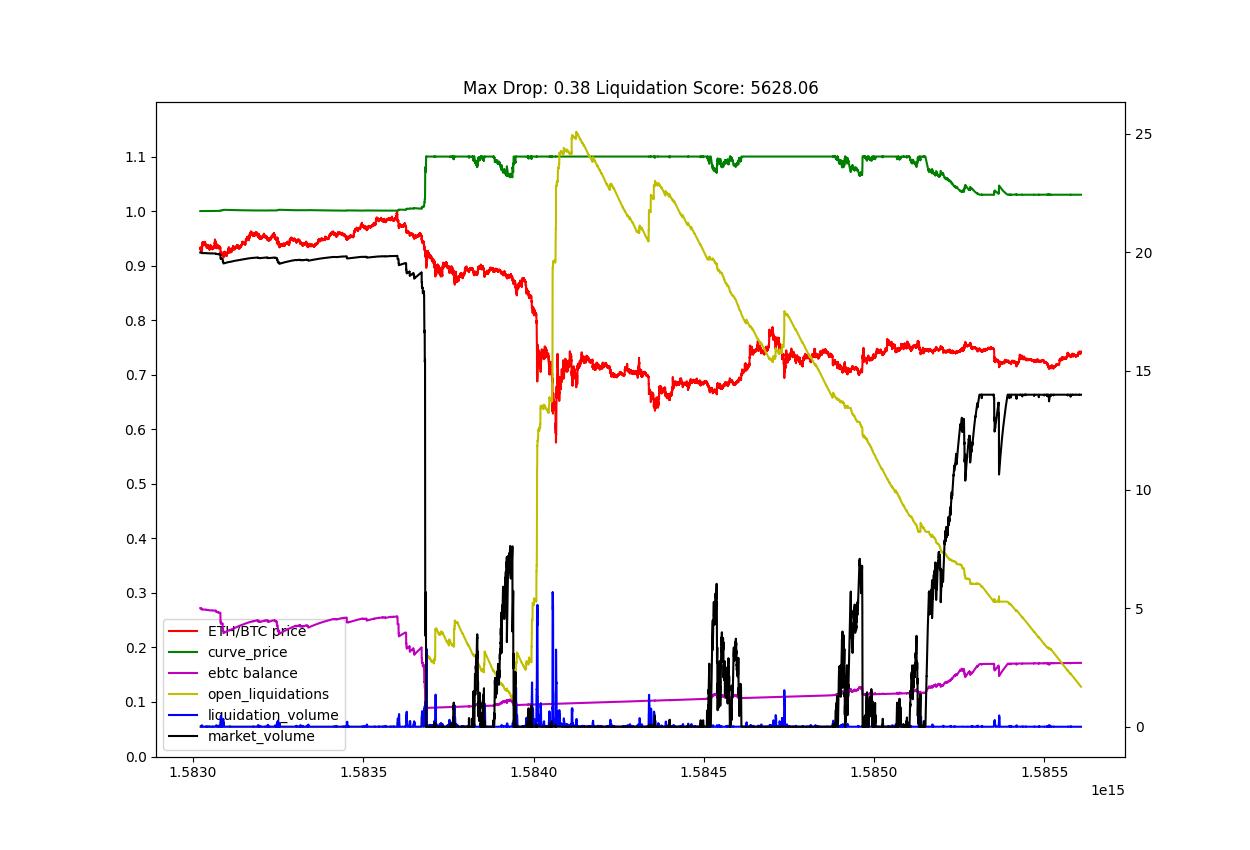 Max Drop: 0.38 Liquidation Score: 5628.06
1.1
1.0
0.9
0.8
0.7
0.6
0.5
0.4
0.3
0.2
0.1
0.0
25
20
15
10
5
0
ETH/BTC price
curve_price
ebtc balance
open_liquidations
liquidation_volume
market_volume
1.5830 1.5835 1.5840 1.5845 1.5850 1.5855
1e15